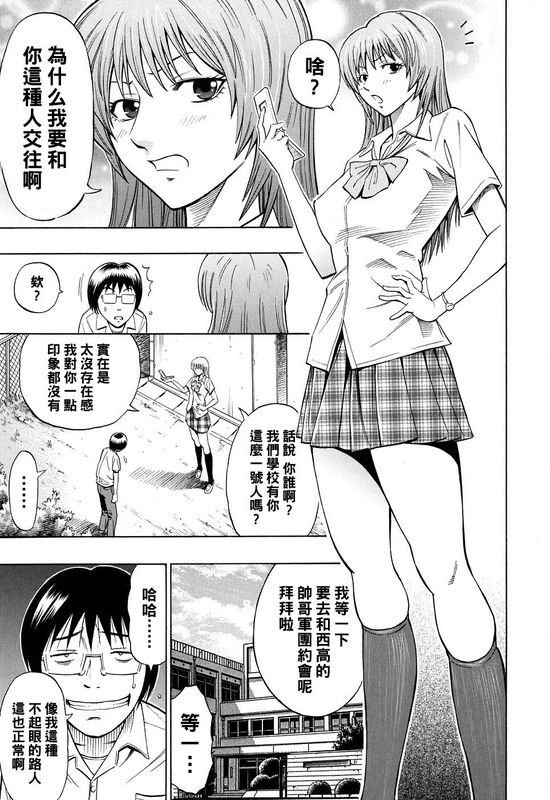 啥？
為什么我要和
你這種人交往啊
欸？
實在是
太沒存在感
我對你一點
印象都沒有
話說 你誰啊？
我們學校有你
這麼一號人嗎？
……
我等一下
要去和西高的
帥哥軍團約會呢
拜拜啦
等一…
哈哈……
像我這種
不起眼的路人
這也正常啊